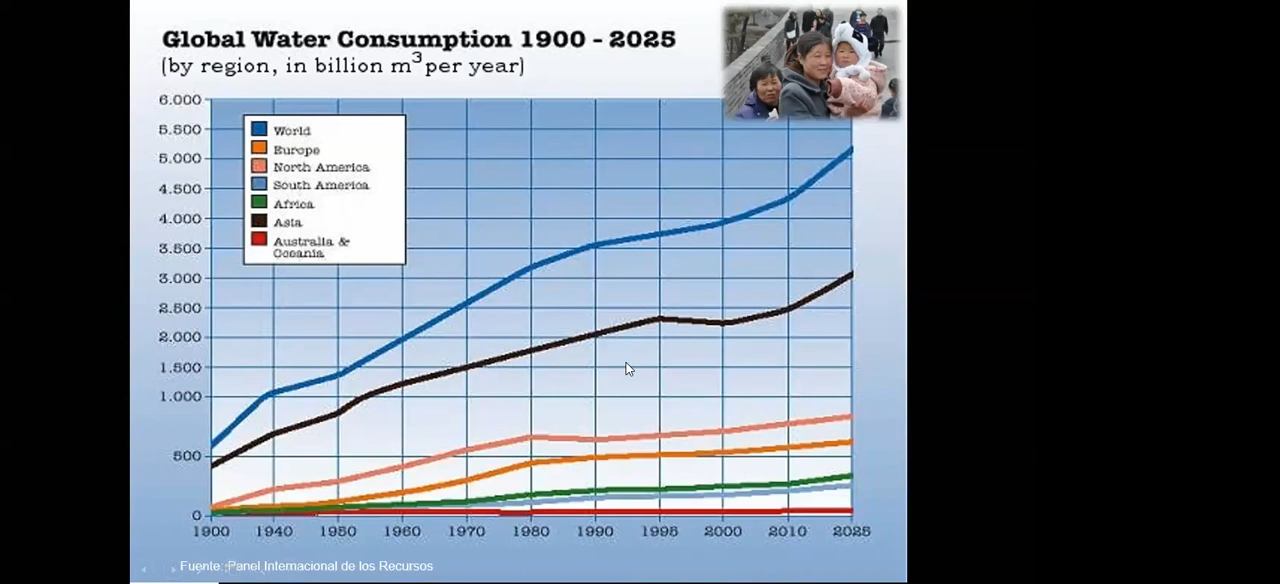 Global Water Consumption 1900 - 2025
(by region, in billion m³ per year)
6.000
5.500
5.000
4.500
4.000
3.500
3.000
2.500
2.000
1.500
1.000
500
0
World
Europe
North America
South America
Africa
Asia
Australia &
Oceania
1900 1940 1950 1960 1970 1980 1990 1995 2000 2010 2025
Fuente: Panel Internacional de los Recursos